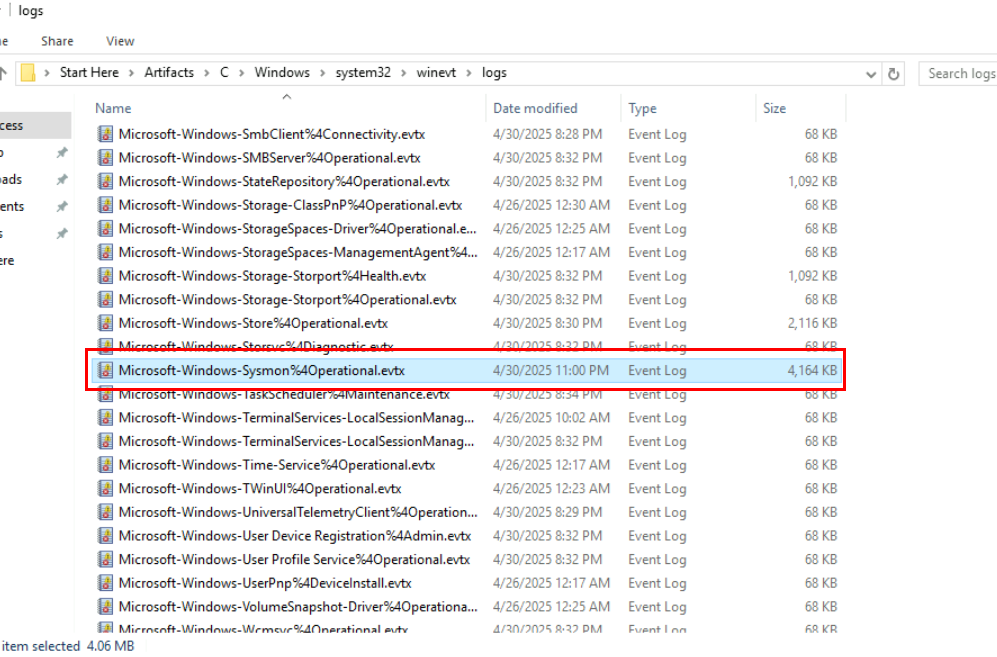 logs
Share View
Start Here > Artifacts > C > Windows > system32 > winevt > logs Search logs
Name Date modified Type Size
Microsoft-Windows-SmbClient%4Connectivity.evtx 4/30/2025 8:28 PM Event Log 68 KB
cess
Microsoft-Windows-SMBServer%4Operational.evtx 4/30/2025 8:32 PM Event Log 68 KB
Microsoft-Windows-StateRepository%4Operational.evtx 4/30/2025 8:32 PM Event Log 1,092 KB
ads
Microsoft-Windows-Storage-ClassPnP%4Operational.evtx 4/26/2025 12:30 AM Event Log 68 KB
ents
Microsoft-Windows-StorageSpaces-Driver%4Operational.e... 4/26/2025 12:25 AM Event Log 68 KB
s
Microsoft-Windows-StorageSpaces-ManagementAgent%4... 4/26/2025 12:17 AM Event Log 68 KB
ere
Microsoft-Windows-Storage-Storport%4Health.evtx 4/30/2025 8:32 PM Event Log 1,092 KB
Microsoft-Windows-Storage-Storport%4Operational.evtx 4/30/2025 8:32 PM Event Log 68 KB
Microsoft-Windows-Store%4Operational.evtx 4/30/2025 8:30 PM Event Log 2,116 KB
Microsoft-Windows-Storsvc%4Diagnostic.evtx 4/30/2025 8:32 PM Event Log 68 KB
Microsoft-Windows-Sysmon%4Operational.evtx 4/30/2025 11:00 PM Event Log 4,164 KB
Microsoft-Windows-TaskScheduler%4Maintenance.evtx 4/30/2025 8:34 PM Event Log 68 KB
Microsoft-Windows-TerminalServices-LocalSessionManag... 4/26/2025 10:02 AM Event Log 68 KB
Microsoft-Windows-TerminalServices-LocalSessionManag... 4/30/2025 8:32 PM Event Log 68 KB
Microsoft-Windows-Time-Service%4Operational.evtx 4/26/2025 12:17 AM Event Log 68 KB
Microsoft-Windows-TWinUI%4Operational.evtx 4/26/2025 12:23 AM Event Log 68 KB
Microsoft-Windows-UniversalTelemetryClient%4Operation... 4/30/2025 8:29 PM Event Log 68 KB
Microsoft-Windows-User Device Registration%4Admin.evtx 4/30/2025 8:32 PM Event Log 68 KB
Microsoft-Windows-User Profile Service%4Operational.evtx 4/30/2025 8:32 PM Event Log 68 KB
Microsoft-Windows-UserPnp%4DeviceInstall.evtx 4/26/2025 12:17 AM Event Log 68 KB
Microsoft-Windows-VolumeSnapshot-Driver%4Operationa... 4/26/2025 12:25 AM Event Log 68 KB
Microsoft-Windows-Wcmsvc%4Operational.evtx 4/30/2025 8:32 PM Event Log 68 KB
item selected 4.06 MB